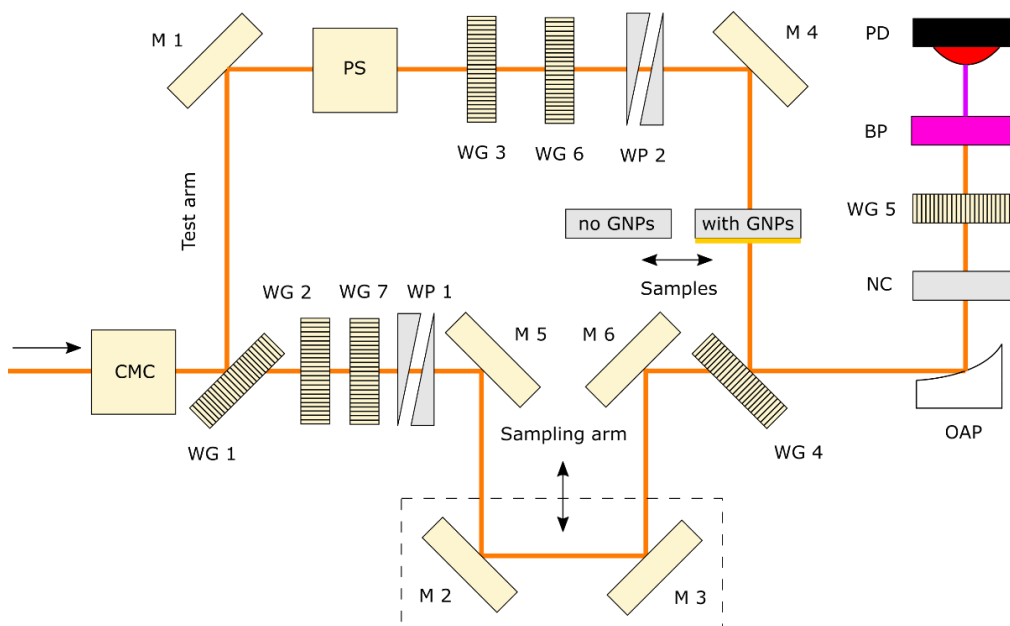 M 1
PS
M 4
PD
WG 3
WG 6
WP 2
BP
WG 5
Test arm
no GNPs
with GNPs
Samples
NC
WG 2
WG 7
WP 1
M 5
M 6
CMC
WG 1
Sampling arm
WG 4
OAP
M 2
M 3